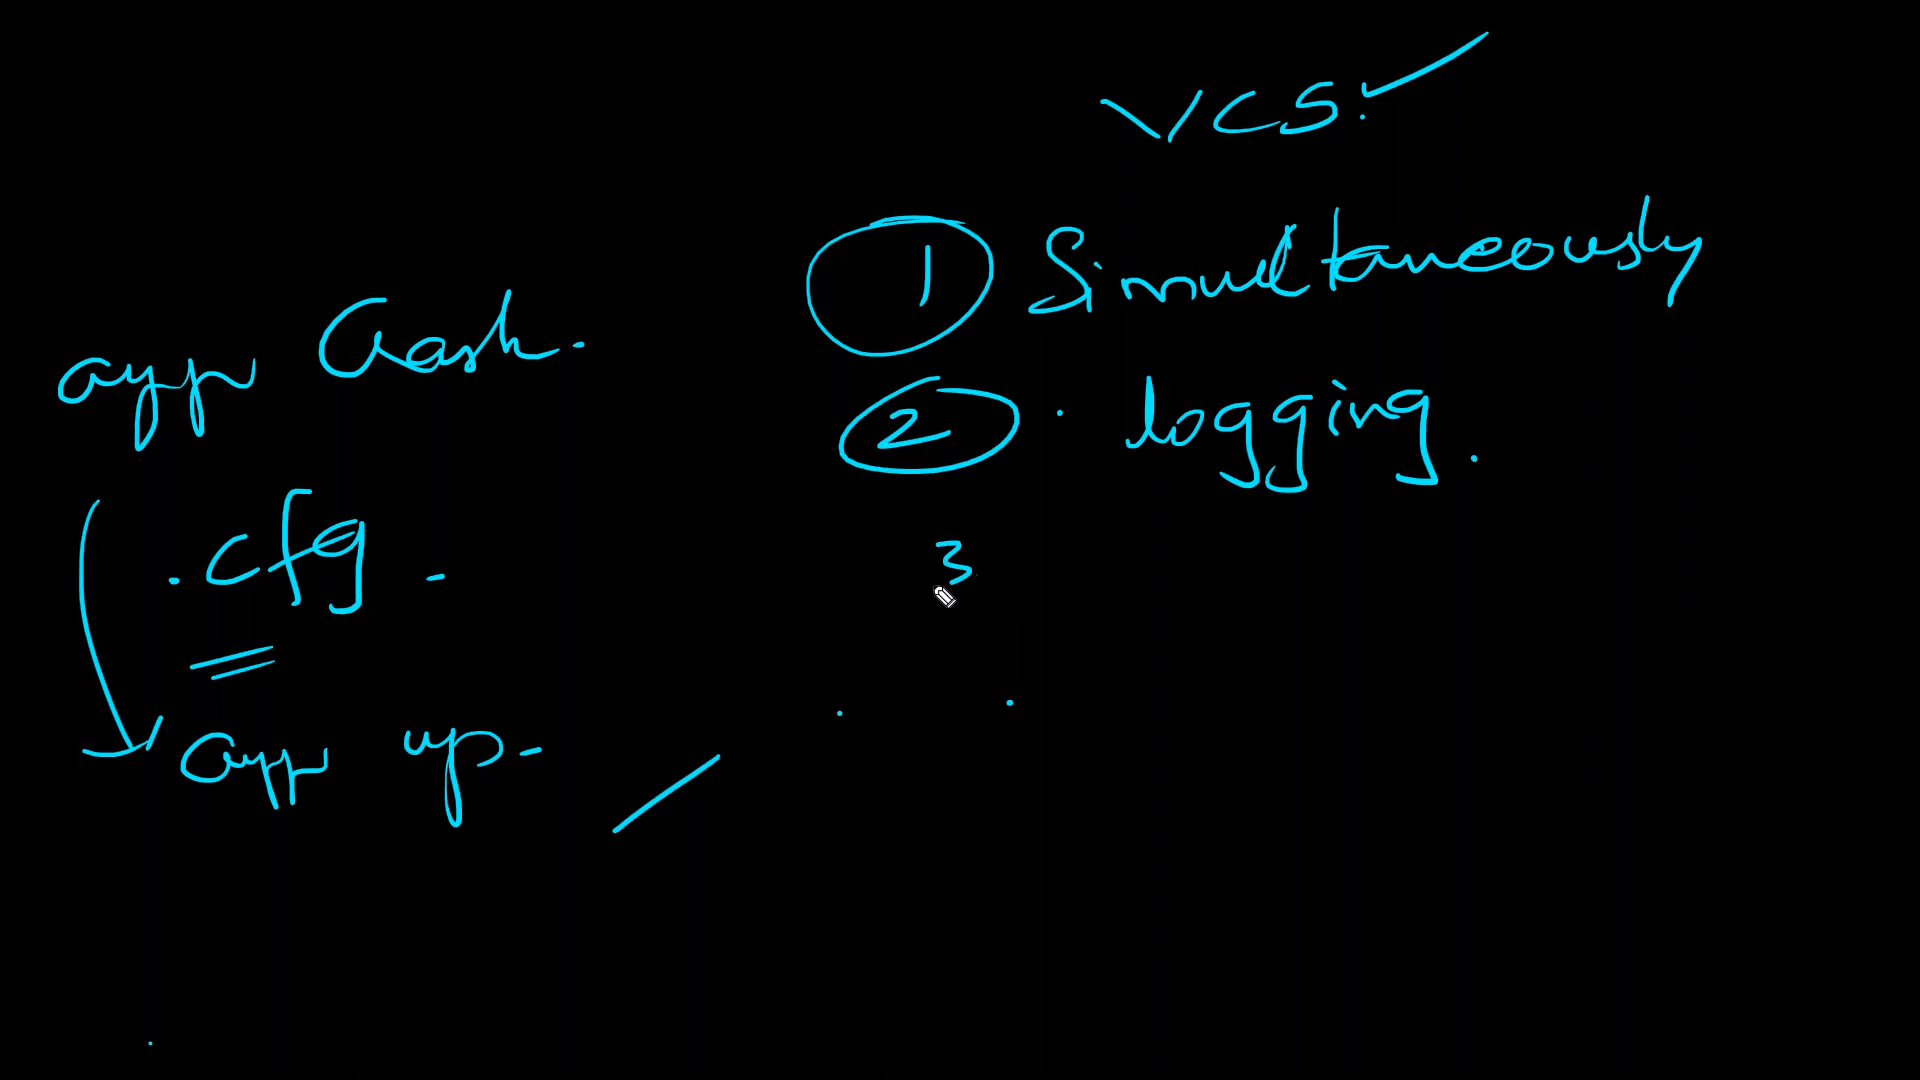 VCS.
1 Simultaneously
2 . logging.
3
app Crash.
.cfg -
app up-